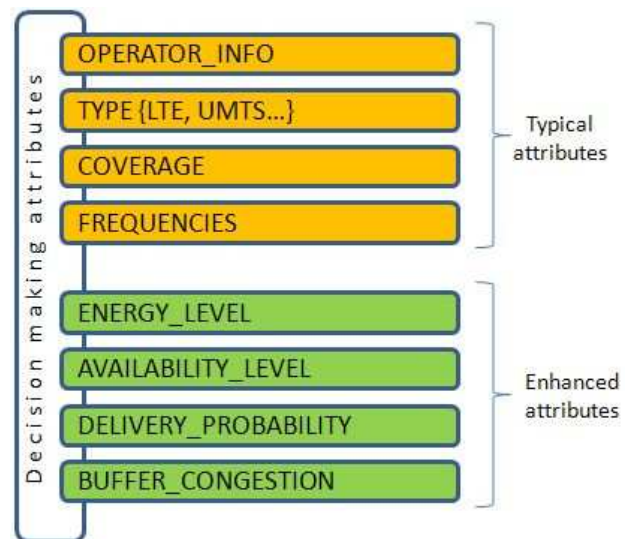 Decision making attributes
OPERATOR_INFO
TYPE {LTE, UMTS...}
COVERAGE
FREQUENCIES
Typical
attributes
ENERGY_LEVEL
AVAILABILITY_LEVEL
DELIVERY_PROBABILITY
BUFFER_CONGESTION
Enhanced
attributes